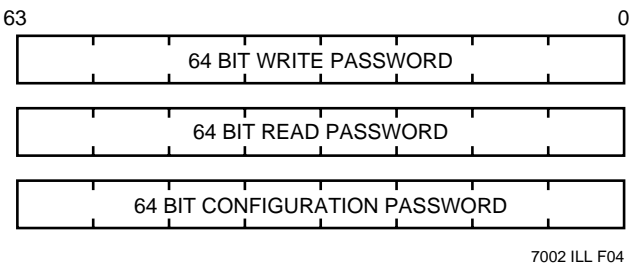 63 0
64 BIT WRITE PASSWORD
64 BIT READ PASSWORD
64 BIT CONFIGURATION PASSWORD
7002 ILL F04